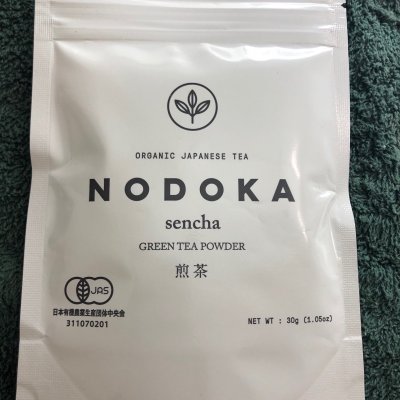 ORGANIC JAPANESE TEA
NODOKA
sencha
GREEN TEA POWDER
煎茶
JAS
日本有機農業生産団体中央会
311070201
NET WT : 30g (1.05oz)